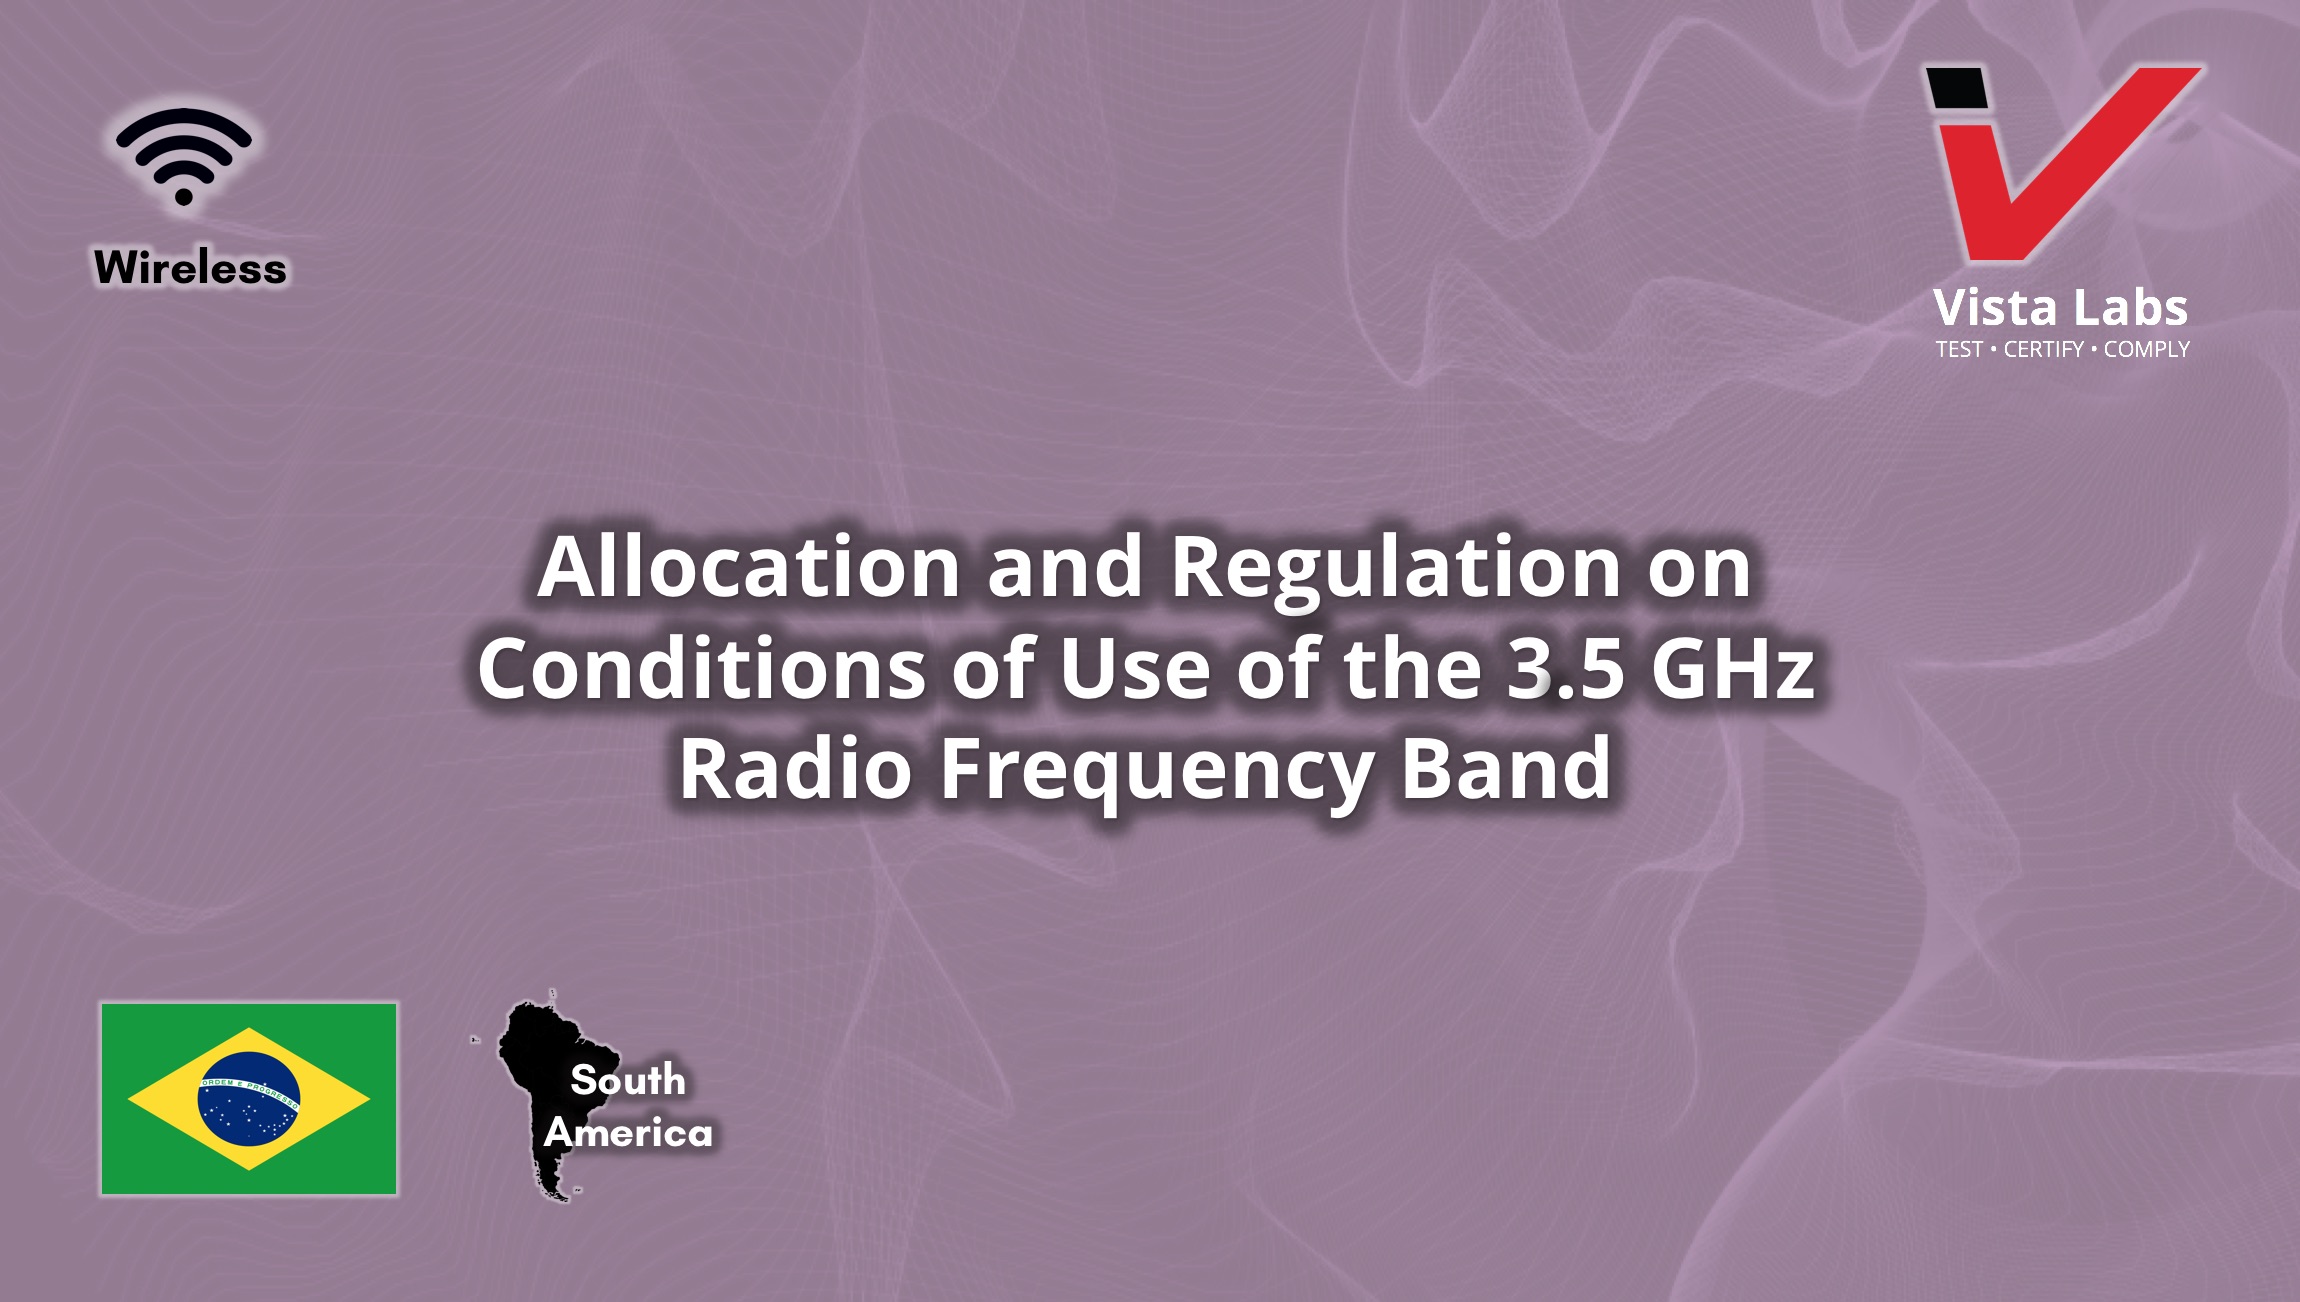 Wireless
Vista Labs
TEST • CERTIFY • COMPLY
Allocation and Regulation on
Conditions of Use of the 3.5 GHz
Radio Frequency Band
ORDEM E PROGRESSO
South
America